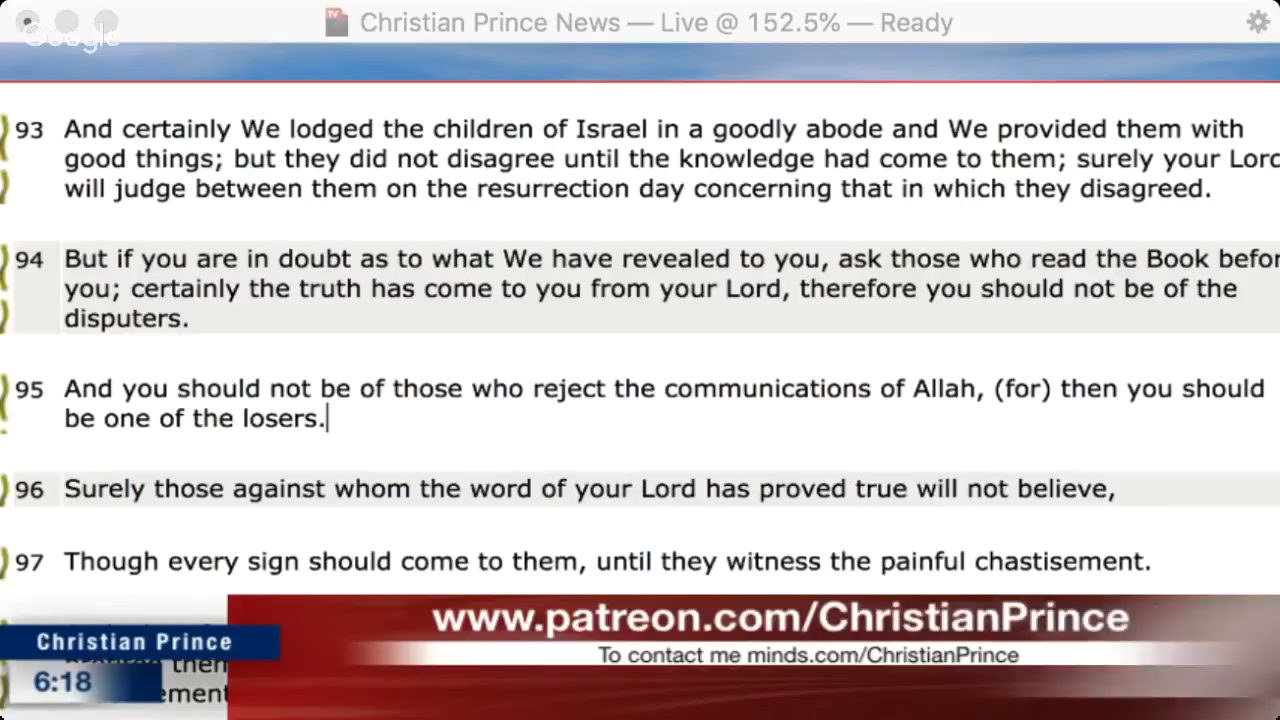 Christian Prince News — Live @ 152.5% — Ready
Google
93 And certainly We lodged the children of Israel in a goodly abode and We provided them with
good things; but they did not disagree until the knowledge had come to them; surely your Lord
will judge between them on the resurrection day concerning that in which they disagreed.
94 But if you are in doubt as to what We have revealed to you, ask those who read the Book befor
you; certainly the truth has come to you from your Lord, therefore you should not be of the
disputers.
95 And you should not be of those who reject the communications of Allah, (for) then you should
be one of the losers.
96 Surely those against whom the word of your Lord has proved true will not believe,
97 Though every sign should come to them, until they witness the painful chastisement.
www.patreon.com/ChristianPrince
Christian Prince
To contact me minds.com/ChristianPrince
them
6:18
ement